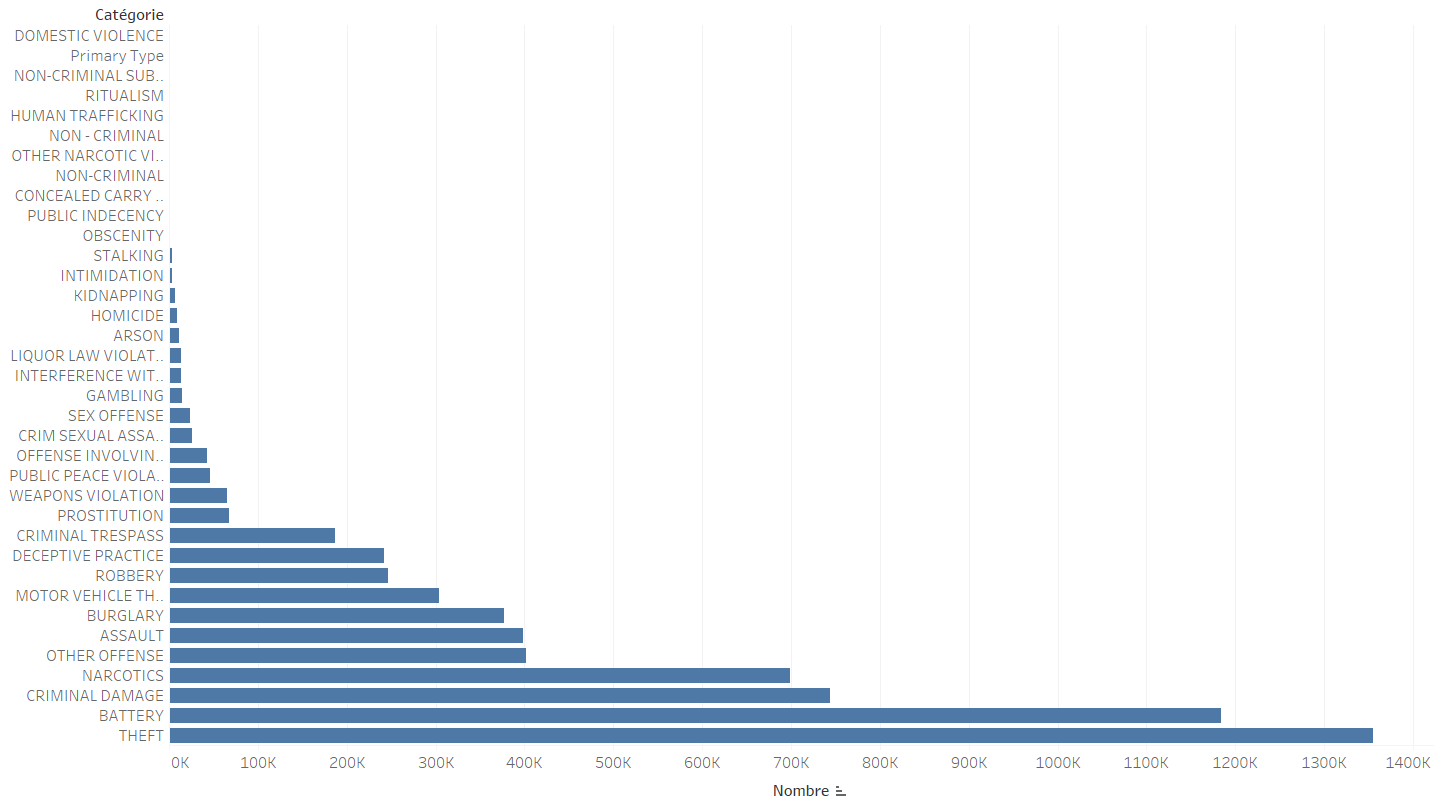 Catégorie
DOMESTIC VIOLENCE
Primary Type
NON-CRIMINAL SUB..
RITUALISM
HUMAN TRAFFICKING
NON - CRIMINAL
OTHER NARCOTIC VI..
NON-CRIMINAL
CONCEALED CARRY ..
PUBLIC INDECENCY
OBSCENITY
STALKING
INTIMIDATION
KIDNAPPING
HOMICIDE
ARSON
LIQUOR LAW VIOLAT..
INTERFERENCE WIT..
GAMBLING
SEX OFFENSE
CRIM SEXUAL ASSA..
OFFENSE INVOLVIN..
PUBLIC PEACE VIOLA..
WEAPONS VIOLATION
PROSTITUTION
CRIMINAL TRESPASS
DECEPTIVE PRACTICE
ROBBERY
MOTOR VEHICLE TH..
BURGLARY
ASSAULT
OTHER OFFENSE
NARCOTICS
CRIMINAL DAMAGE
BATTERY
THEFT
0K 100K 200K 300K 400K 500K 600K 700K 800K 900K 1000K 1100K 1200K 1300K 1400K
Nombre